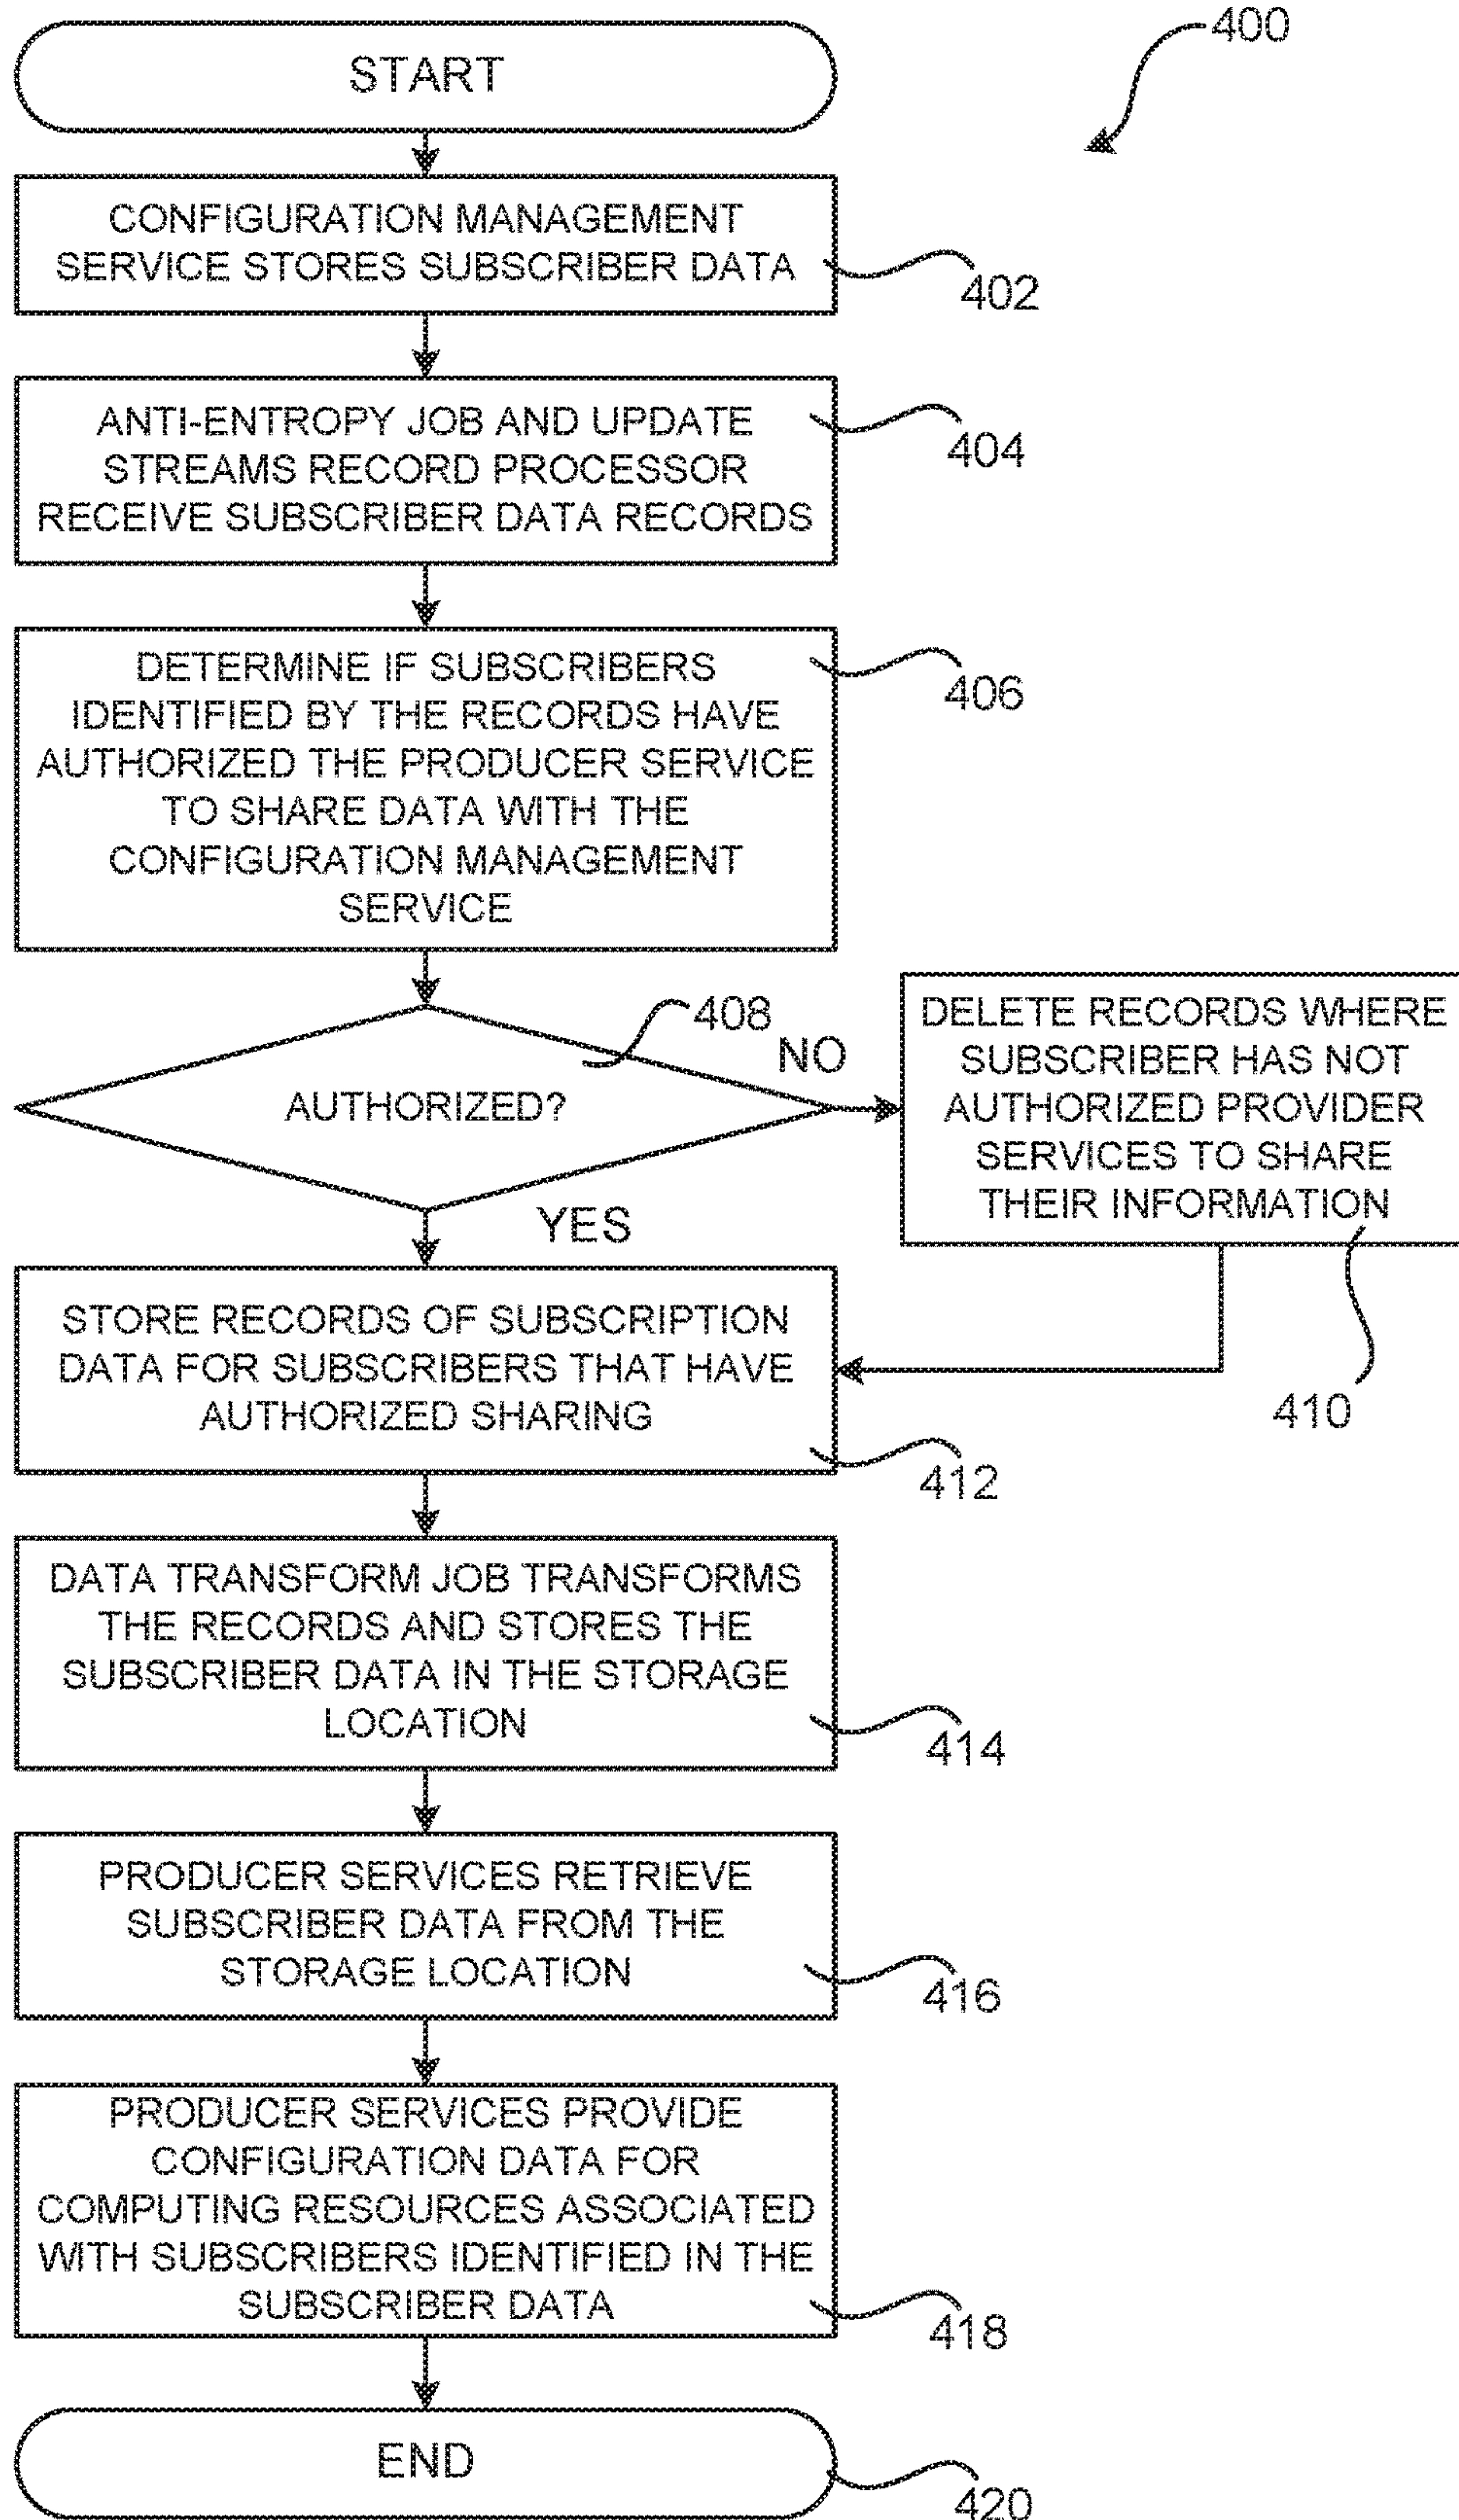 400
START
CONFIGURATION MANAGEMENT
SERVICE STORES SUBSCRIBER DATA
402
ANTI-ENTROPY JOB AND UPDATE
STREAMS RECORD PROCESSOR
RECEIVE SUBSCRIBER DATA RECORDS
404
DETERMINE IF SUBSCRIBERS
IDENTIFIED BY THE RECORDS HAVE
AUTHORIZED THE PRODUCER SERVICE
TO SHARE DATA WITH THE
CONFIGURATION MANAGEMENT
SERVICE
406
408
AUTHORIZED?
NO
YES
DELETE RECORDS WHERE
SUBSCRIBER HAS NOT
AUTHORIZED PROVIDER
SERVICES TO SHARE
THEIR INFORMATION
410
STORE RECORDS OF SUBSCRIPTION
DATA FOR SUBSCRIBERS THAT HAVE
AUTHORIZED SHARING
412
DATA TRANSFORM JOB TRANSFORMS
THE RECORDS AND STORES THE
SUBSCRIBER DATA IN THE STORAGE
LOCATION
414
PRODUCER SERVICES RETRIEVE
SUBSCRIBER DATA FROM THE
STORAGE LOCATION
416
PRODUCER SERVICES PROVIDE
CONFIGURATION DATA FOR
COMPUTING RESOURCES ASSOCIATED
WITH SUBSCRIBERS IDENTIFIED IN THE
SUBSCRIBER DATA
418
END
420